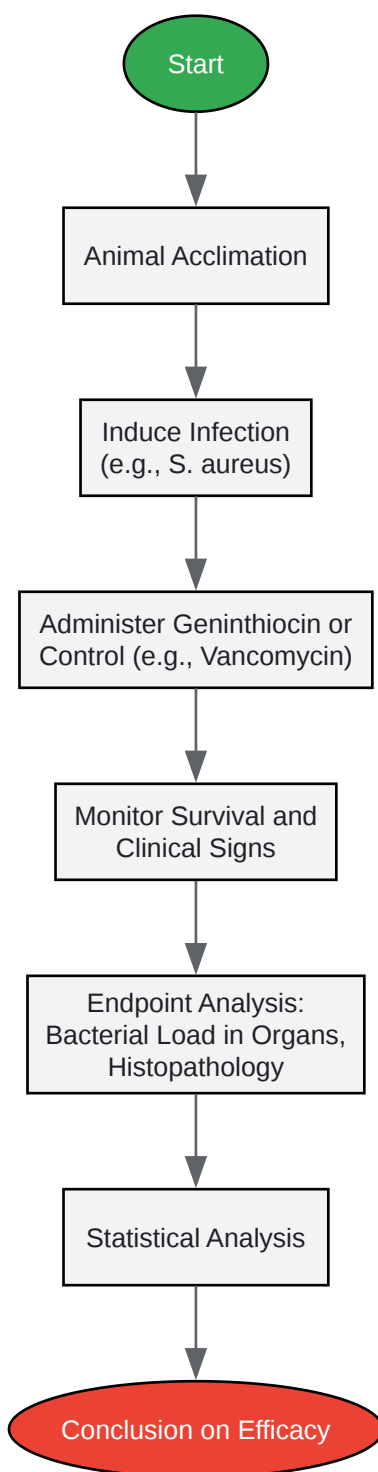 Start
Animal Acclimation
Induce Infection
(e.g., S. aureus)
Administer Geninthiocin or
Control (e.g., Vancomycin)
Monitor Survival and
Clinical Signs
Endpoint Analysis:
Bacterial Load in Organs,
Histopathology
Statistical Analysis
Conclusion on Efficacy